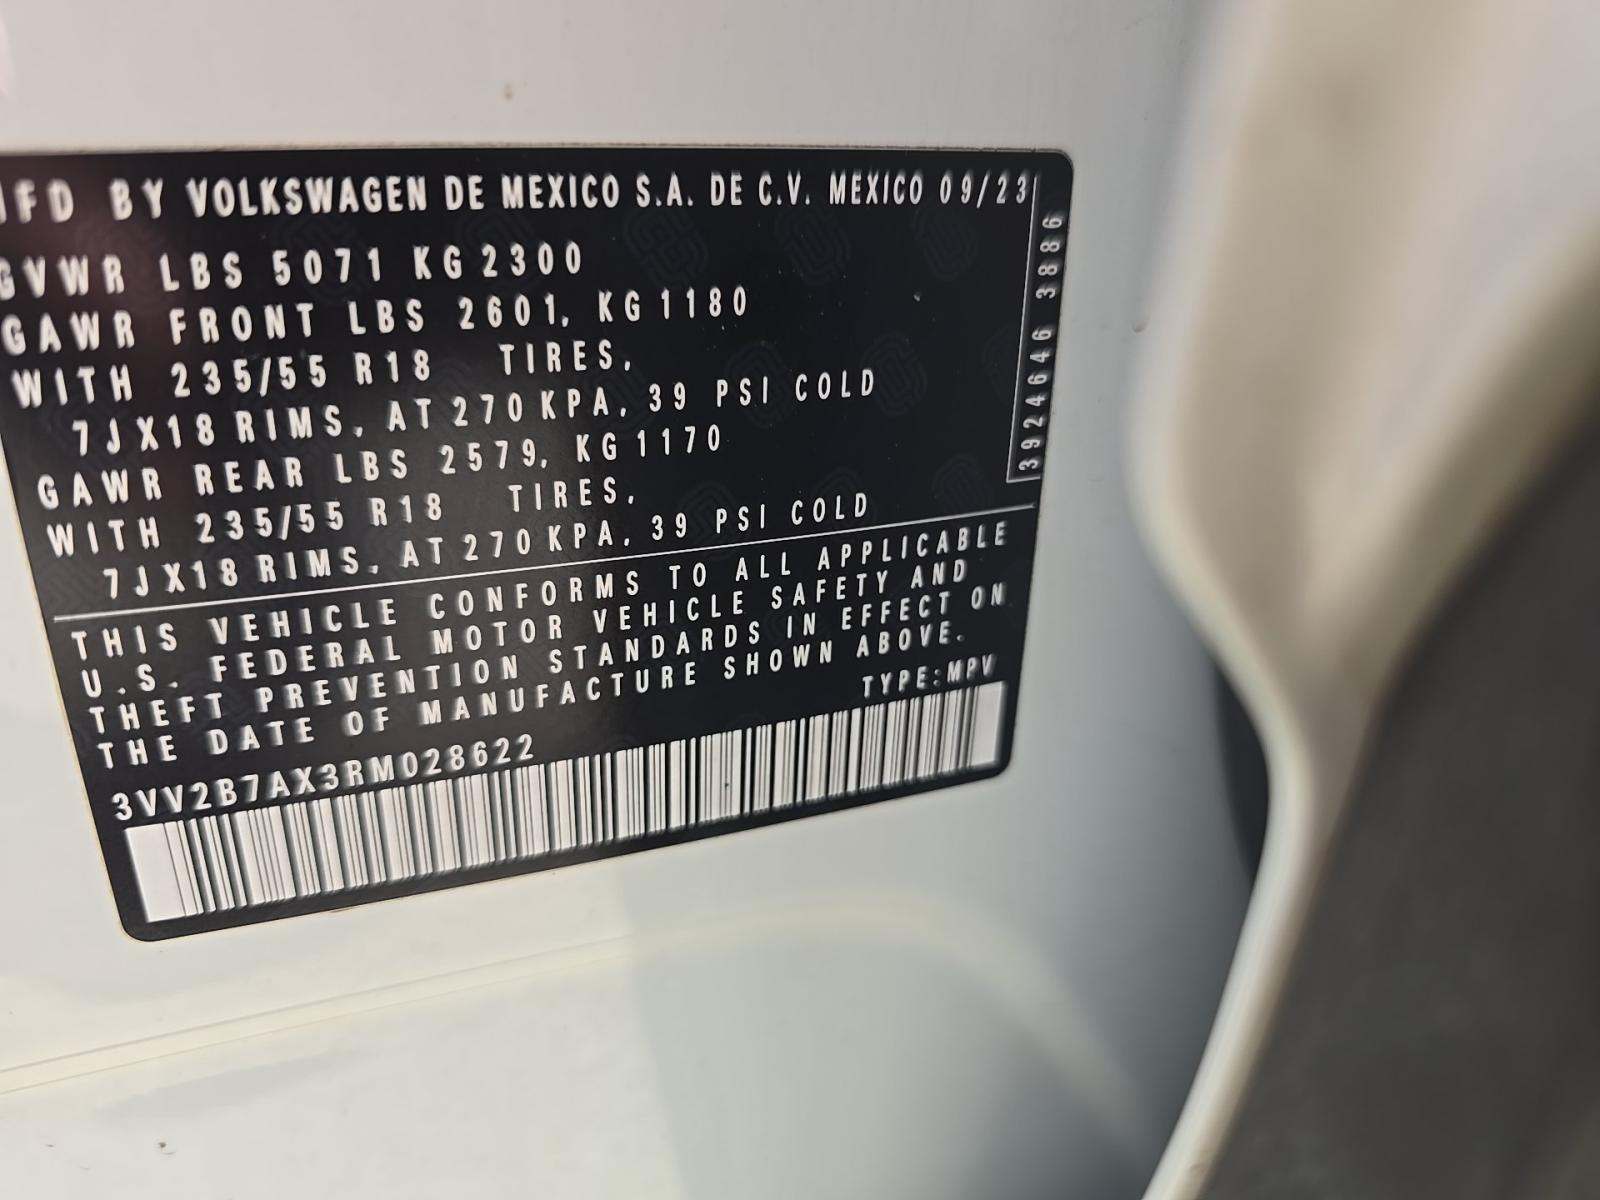 MFD BY VOLKSWAGEN DE MEXICO S.A. DE C.V. MEXICO 09/23
GVWR LBS 5071 KG 2300
GAWR FRONT LBS 2601, KG 1180
WITH 235/55 R18 TIRES,
7JX18 RIMS, AT 270 KPA, 39 PSI COLD
GAWR REAR LBS 2579, KG 1170
WITH 235/55 R18 TIRES,
7JX18 RIMS, AT 270 KPA, 39 PSI COLD
THIS VEHICLE CONFORMS TO ALL APPLICABLE
U.S. FEDERAL MOTOR VEHICLE SAFETY AND
THEFT PREVENTION STANDARDS IN EFFECT ON
THE DATE OF MANUFACTURE SHOWN ABOVE.
TYPE:MPV
3VV2B7AX3RM028622
3924646 3886